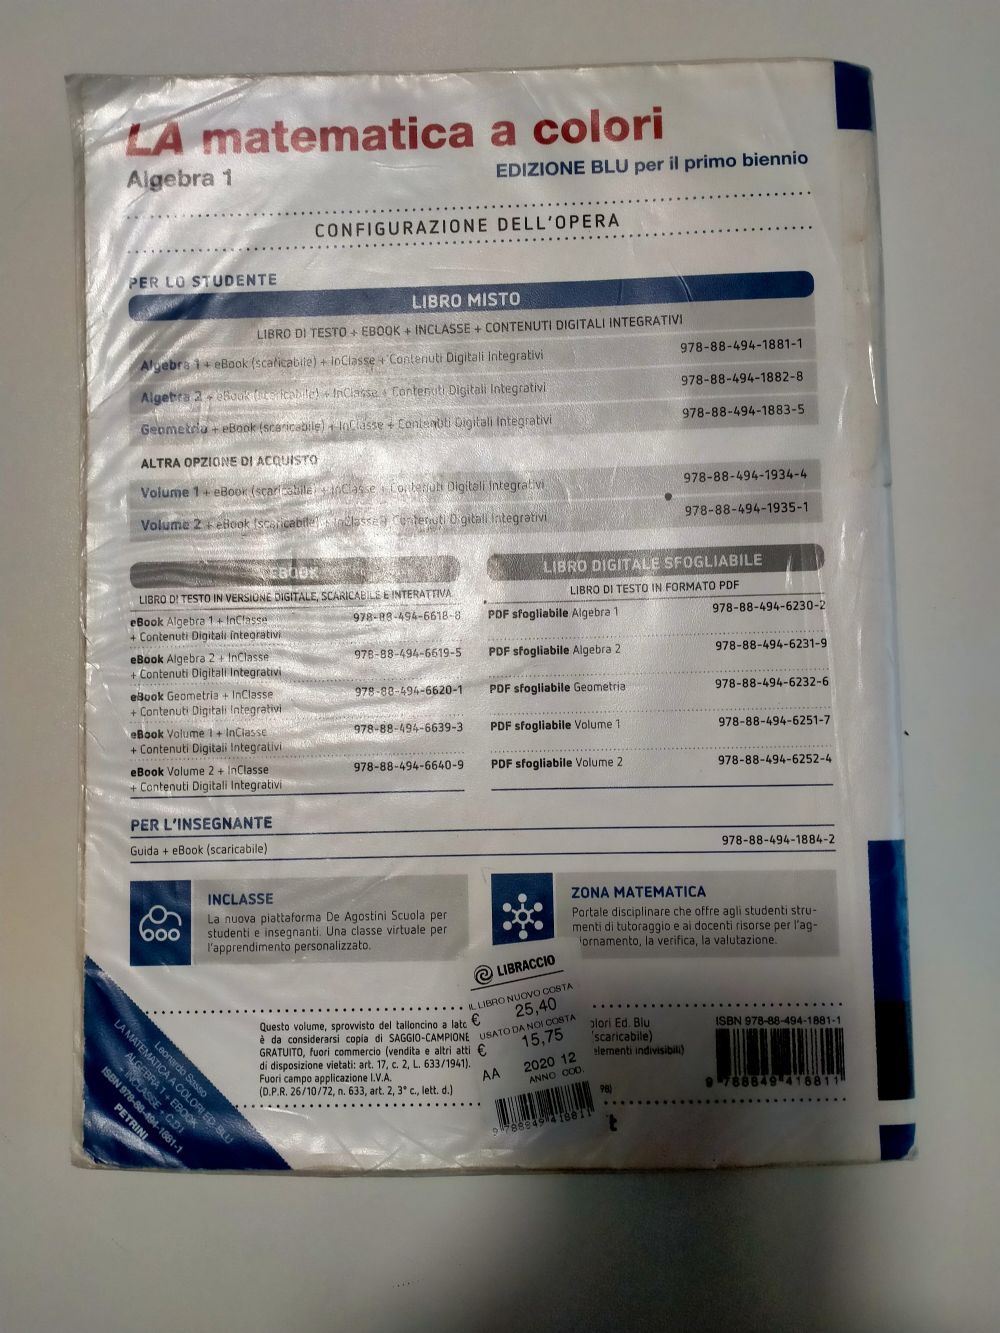 LA matematica a colori
Algebra 1
EDIZIONE BLU per il primo biennio
CONFIGURAZIONE DELL'OPERA
PER LO STUDENTE
LIBRO MISTO
LIBRO DI TESTO + EBOOK + INCLASSE + CONTENUTI DIGITALI INTEGRATIVI
Algebra 1 + eBook (scaricabile) + InClasse + Contenuti Digitali Integrativi 978-88-494-1881-1
Algebra 2 + eBook (scaricabile) + InClasse + Contenuti Digitali Integrativi 978-88-494-1882-8
Geometria + eBook (scaricabile) + InClasse + Contenuti Digitali Integrativi 978-88-494-1883-5
ALTRA OPZIONE DI ACQUISTO
Volume 1 + eBook (scaricabile) + InClasse + Contenuti Digitali Integrativi 978-88-494-1934-4
Volume 2 + eBook (scaricabile) + InClasse + Contenuti Digitali Integrativi 978-88-494-1935-1
EBOOK
LIBRO DI TESTO IN VERSIONE DIGITALE, SCARICABILE E INTERATTIVA
eBook Algebra 1 + InClasse 978-88-494-6618-8
+ Contenuti Digitali Integrativi
eBook Algebra 2 + InClasse 978-88-494-6619-5
+ Contenuti Digitali Integrativi
eBook Geometria + InClasse 978-88-494-6620-1
+ Contenuti Digitali Integrativi
eBook Volume 1 + InClasse 978-88-494-6639-3
+ Contenuti Digitali Integrativi
eBook Volume 2 + InClasse 978-88-494-6640-9
+ Contenuti Digitali Integrativi
LIBRO DIGITALE SFOGLIABILE
LIBRO DI TESTO IN FORMATO PDF
PDF sfogliabile Algebra 1 978-88-494-6230-2
PDF sfogliabile Algebra 2 978-88-494-6231-9
PDF sfogliabile Geometria 978-88-494-6232-6
PDF sfogliabile Volume 1 978-88-494-6251-7
PDF sfogliabile Volume 2 978-88-494-6252-4
PER L'INSEGNANTE
Guida + eBook (scaricabile) 978-88-494-1884-2
INCLASSE
La nuova piattaforma De Agostini Scuola per
studenti e insegnanti. Una classe virtuale per
l'apprendimento personalizzato.
ZONA MATEMATICA
Portale disciplinare che offre agli studenti stru-
menti di tutoraggio e ai docenti risorse per l'ag-
iornamento, la verifica, la valutazione.
Leonardo Sasso
LA MATEMATICA A COLORI ED. BLU
ALGEBRA 1 + EBOOK
ISBN 978-88-494-1881-1
PETRINI
Questo volume, sprovvisto del talloncino a lato
è da considerarsi copia di SAGGIO-CAMPIONE
GRATUITO, fuori commercio (vendita e altri atti
di disposizione vietati: art. 17, c. 2, L. 633/1941).
Fuori campo applicazione I.V.A.
(D.P.R. 26/10/72, n. 633, art. 2, 3° c., lett. d.)
LIBRACCIO
IL LIBRO NUOVO COSTA
€ 25,40
USATO DA NOI COSTA
€ 15,75
AA 2020 12
ANNO COD.
9788849418811
olori Ed. Blu
scaricabile)
elementi indivisibili)
98)
t
ISBN 978-88-494-1881-1
9 788849 418811